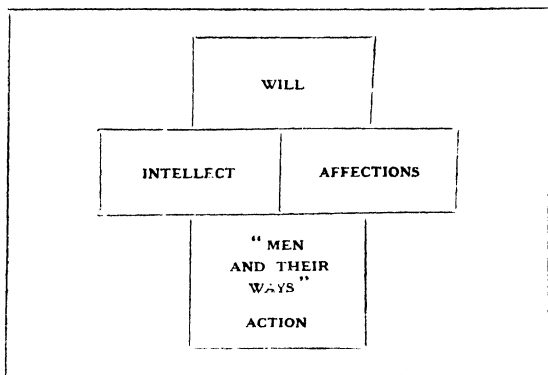 WILL
INTELLECT AFFECTIONS
"MEN
AND THEIR
WAYS"
ACTION